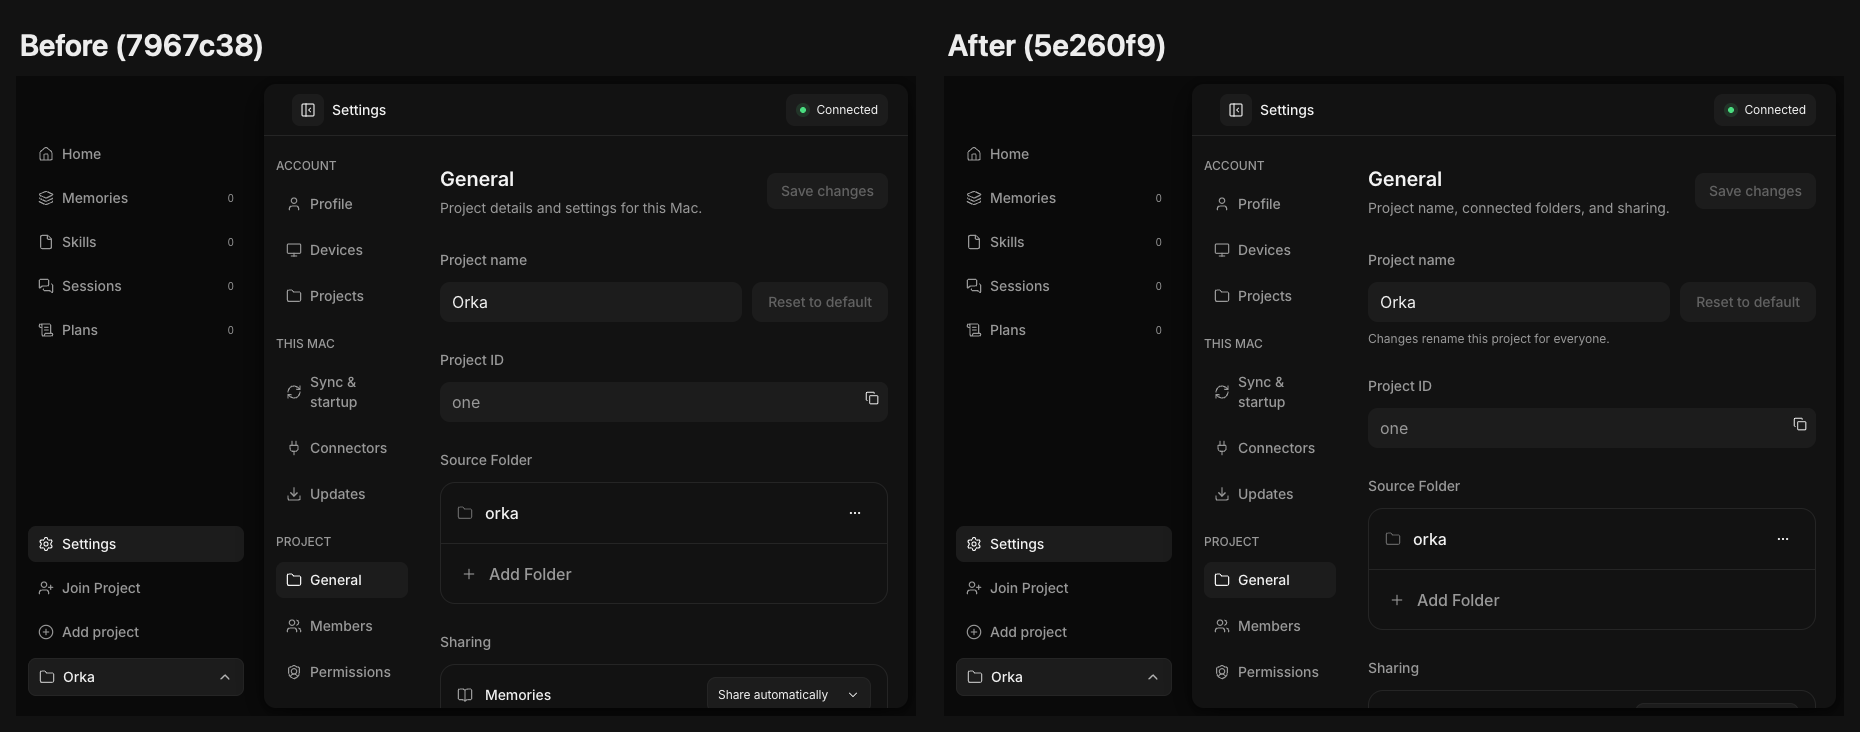 Before (7967c38)
Home
Memories 0
Skills 0
Sessions 0
Plans 0
Settings
Join Project
Add project
Orka
Settings
Connected
ACCOUNT
Profile
Devices
Projects
THIS MAC
Sync &
startup
Connectors
Updates
PROJECT
General
Members
Permissions
General
Project details and settings for this Mac.
Save changes
Project name
Orka
Reset to default
Project ID
one
Source Folder
orka
Add Folder
Sharing
Memories
Share automatically
After (5e260f9)
Home
Memories 0
Skills 0
Sessions 0
Plans 0
Settings
Join Project
Add project
Orka
Settings
Connected
ACCOUNT
Profile
Devices
Projects
THIS MAC
Sync &
startup
Connectors
Updates
PROJECT
General
Members
Permissions
General
Project name, connected folders, and sharing.
Save changes
Project name
Orka
Reset to default
Changes rename this project for everyone.
Project ID
one
Source Folder
orka
Add Folder
Sharing